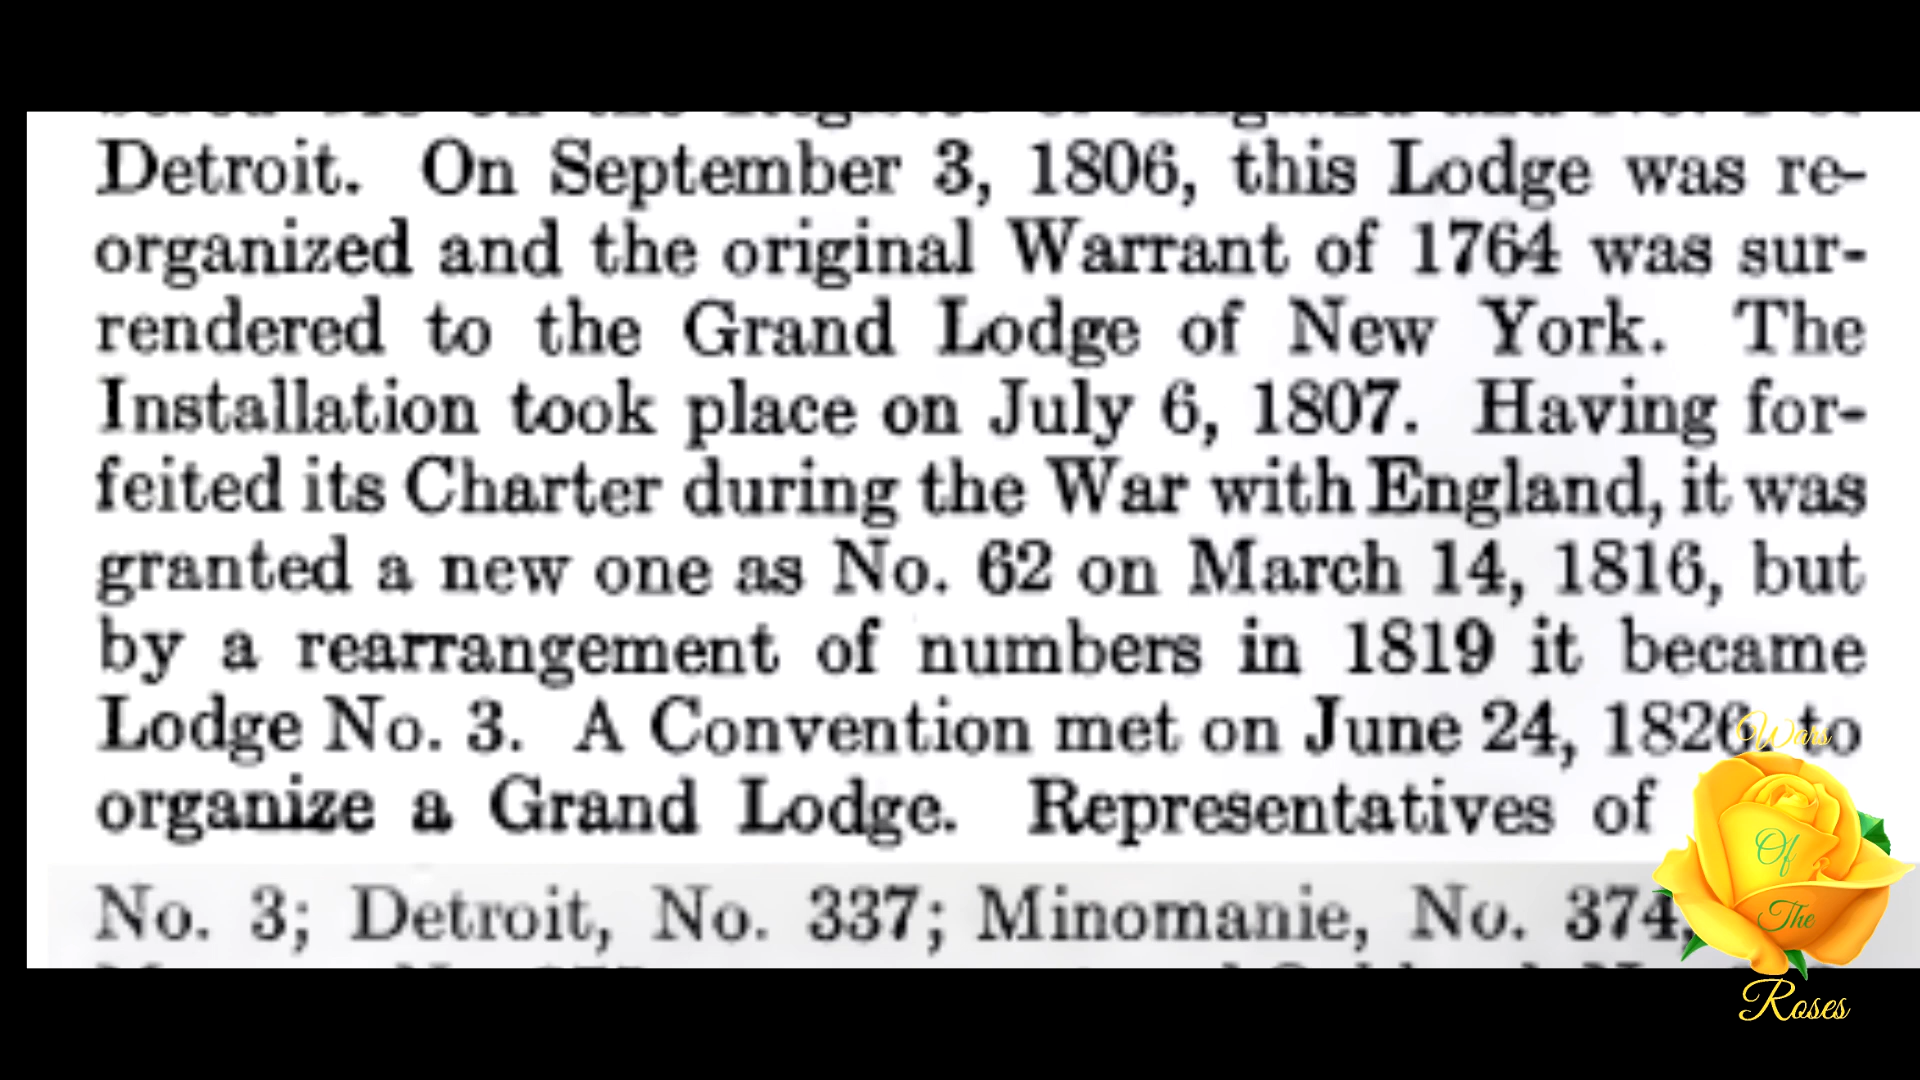 Detroit. On September 3, 1806, this Lodge was re-
organized and the original Warrant of 1764 was sur-
rendered to the Grand Lodge of New York. The
Installation took place on July 6, 1807. Having for-
feited its Charter during the War with England, it was
granted a new one as No. 62 on March 14, 1816, but
by a rearrangement of numbers in 1819 it became
Lodge No. 3. A Convention met on June 24, 1826, to
organize a Grand Lodge. Representatives of
No. 3; Detroit, No. 337; Minomanie, No. 374,
Wars
Of
The
Roses